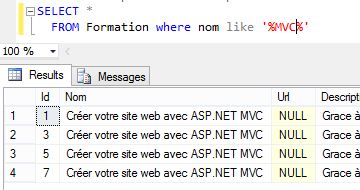 SELECT *
FROM Formation where nom like '%MVC%'
100 %
Results Messages
Id Nom Url Descripti
1 1 Créer votre site web avec ASP.NET MVC NULL Grace à
2 3 Créer votre site web avec ASP.NET MVC NULL Grace à
3 5 Créer votre site web avec ASP.NET MVC NULL Grace à
4 7 Créer votre site web avec ASP.NET MVC NULL Grace à